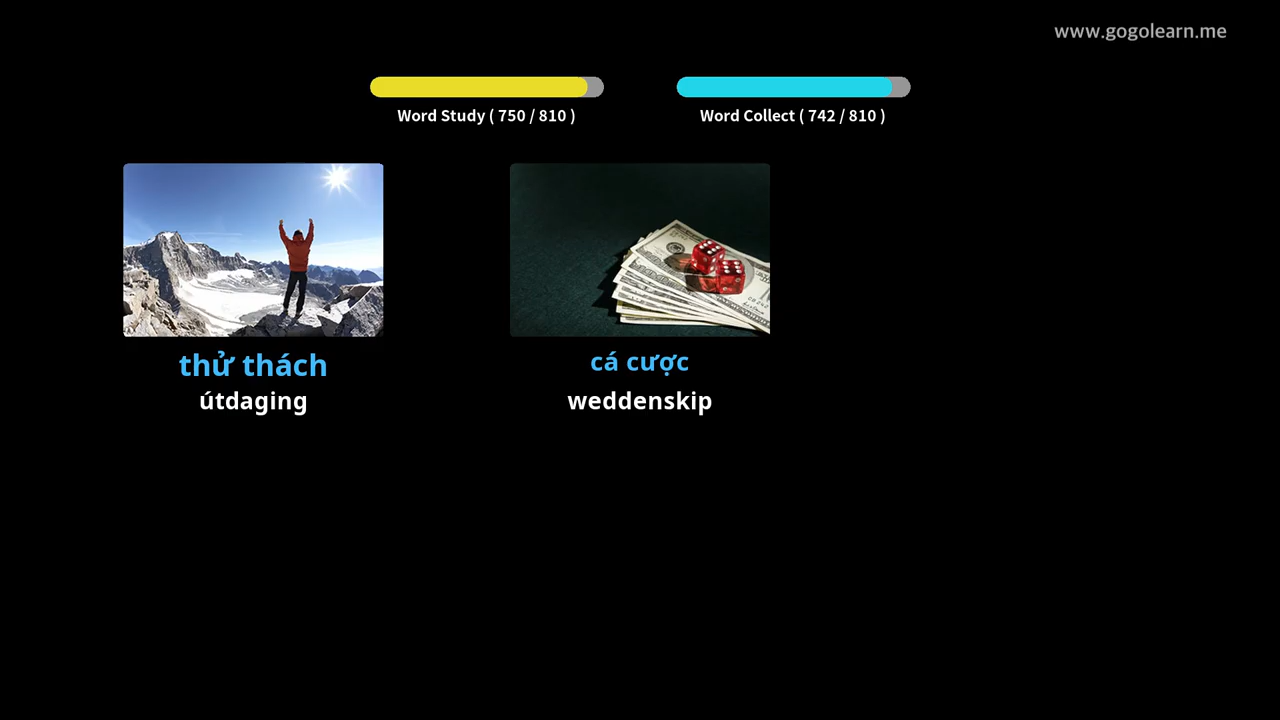 www.gogolearn.me
Word Study ( 750 / 810 )
Word Collect ( 742 / 810 )
thử thách
útdaging
cá cược
weddenskip